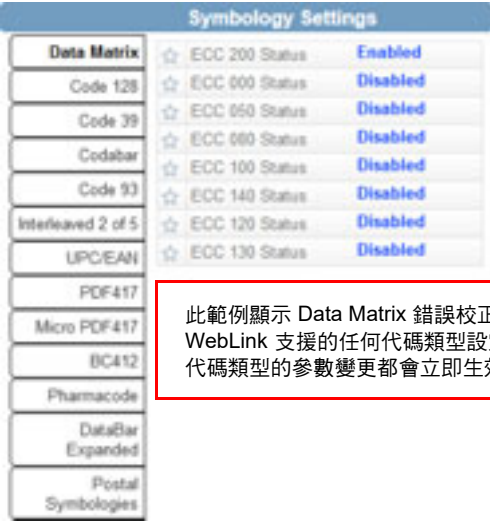 Symbology Settings
Data Matrix
Code 128
Code 39
Codabar
Code 93
Interleaved 2 of 5
UPC/EAN
PDF417
Micro PDF417
BC412
Pharmacode
DataBar
Expanded
Postal
Symbologies
ECC 200 Status Enabled
ECC 000 Status Disabled
ECC 050 Status Disabled
ECC 080 Status Disabled
ECC 100 Status Disabled
ECC 140 Status Disabled
ECC 120 Status Disabled
ECC 130 Status Disabled
此範例顯示 Data Matrix 錯誤校正
WebLink 支援的任何代碼類型設
代碼類型的參數變更都會立即生效